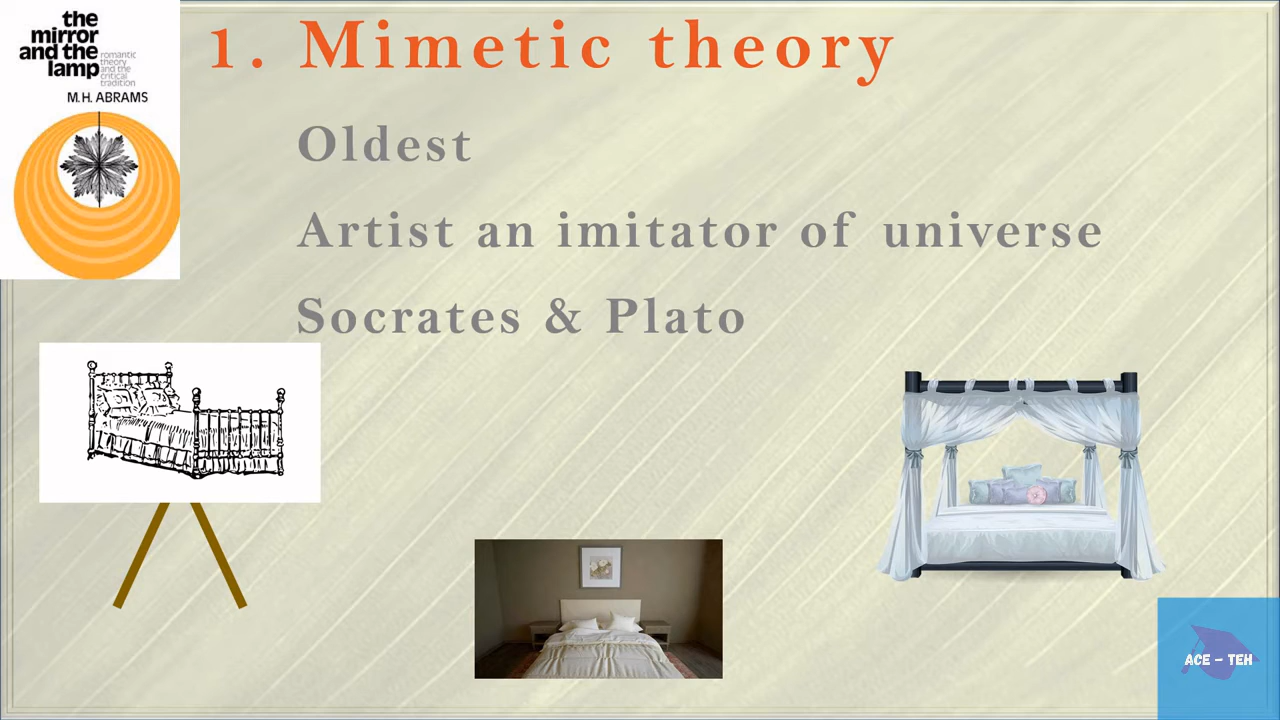 the
mirror
and the
lamp
romantic
theory
and the
critical
tradition
M.H. ABRAMS
1. Mimetic theory
Oldest
Artist an imitator of universe
Socrates & Plato
ACE – TEH